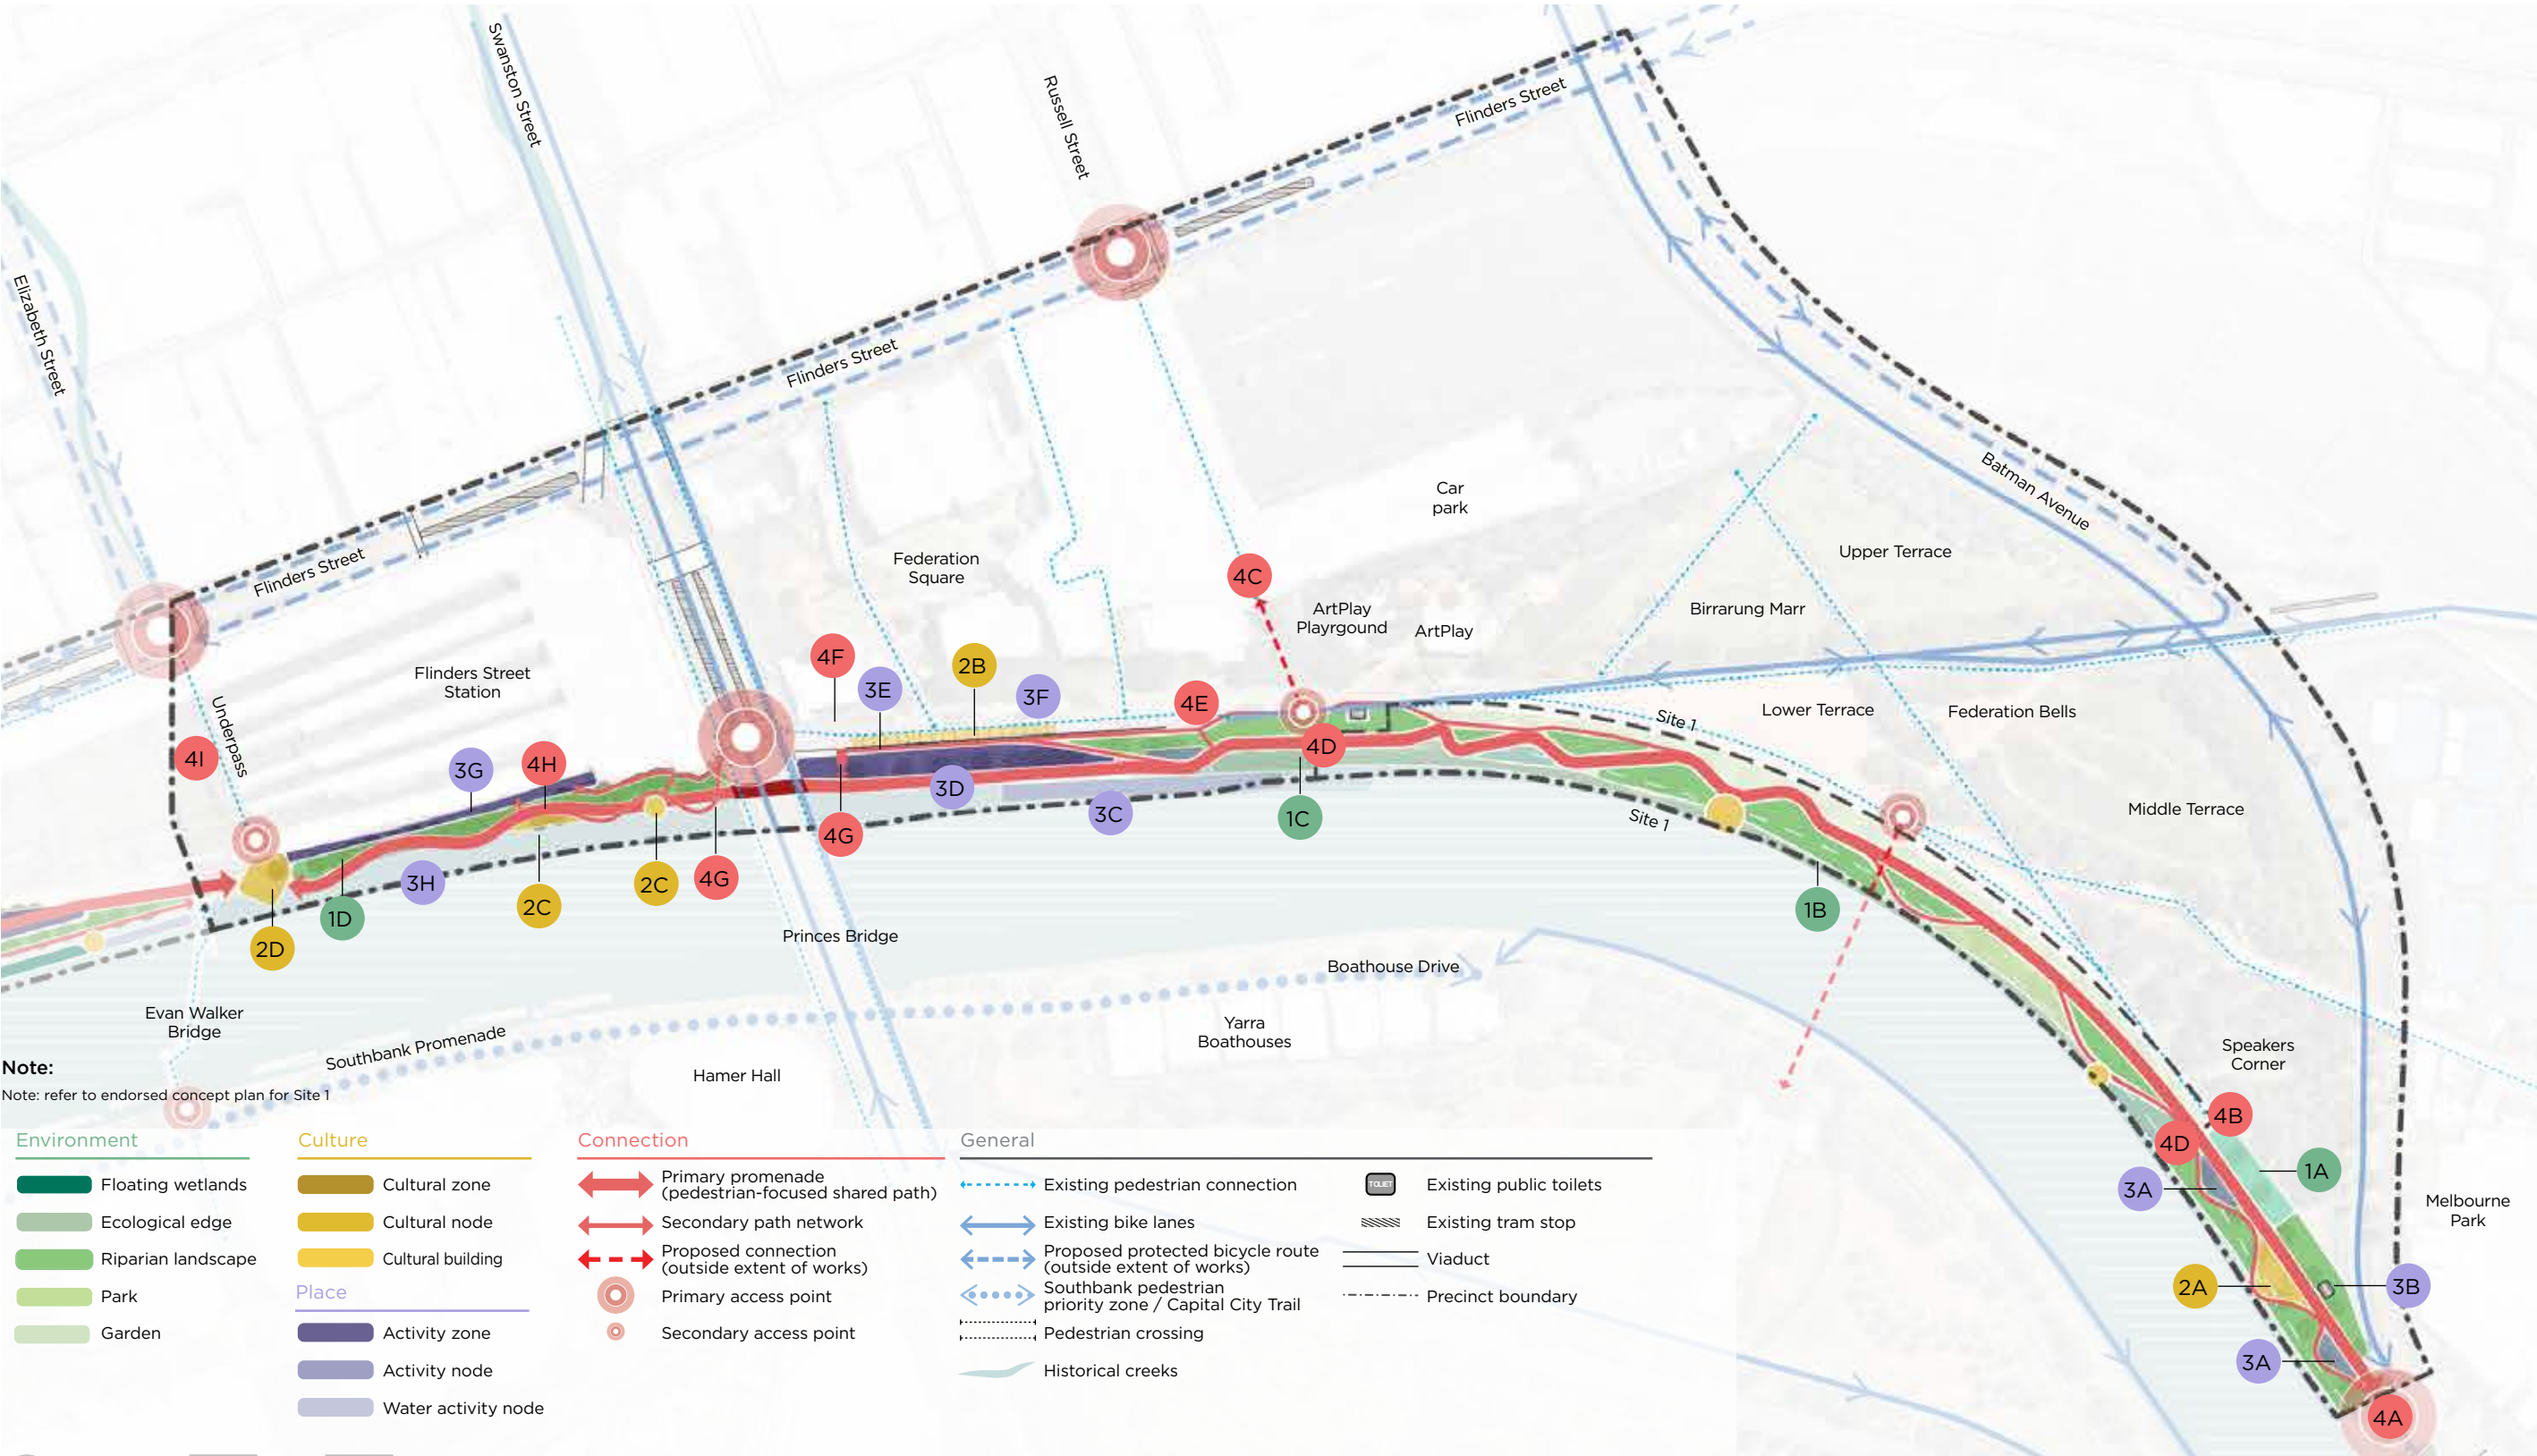 Swanston Street
Russell Street
Flinders Street
Elizabeth Street
Flinders Street
Batman Avenue
Car
park
Upper Terrace
Flinders Street
Federation
Square
4C
ArtPlay
Playrground
ArtPlay
Birrarung Marr
Flinders Street
Station
4F
3E
2B
3F
4E
Site 1
Lower Terrace
Federation Bells
Underpass
4I
3G
4H
4D
3D
3C
1C
4G
Site 1
Middle Terrace
3H
2C
4G
1D
2C
1B
2D
Princes Bridge
Boathouse Drive
Evan Walker
Bridge
Southbank Promenade
Yarra
Boathouses
Hamer Hall
Speakers
Corner
4B
4D
1A
3A
Melbourne
Park
2A
3B
3A
4A
Note:
Note: refer to endorsed concept plan for Site 1
Environment
Floating wetlands
Ecological edge
Riparian landscape
Park
Garden
Culture
Cultural zone
Cultural node
Cultural building
Place
Activity zone
Activity node
Water activity node
Connection
Primary promenade
(pedestrian-focused shared path)
Secondary path network
Proposed connection
(outside extent of works)
Primary access point
Secondary access point
General
Existing pedestrian connection
Existing bike lanes
Proposed protected bicycle route
(outside extent of works)
Southbank pedestrian
priority zone / Capital City Trail
Pedestrian crossing
Historical creeks
TOILET
Existing public toilets
Existing tram stop
Viaduct
Precinct boundary